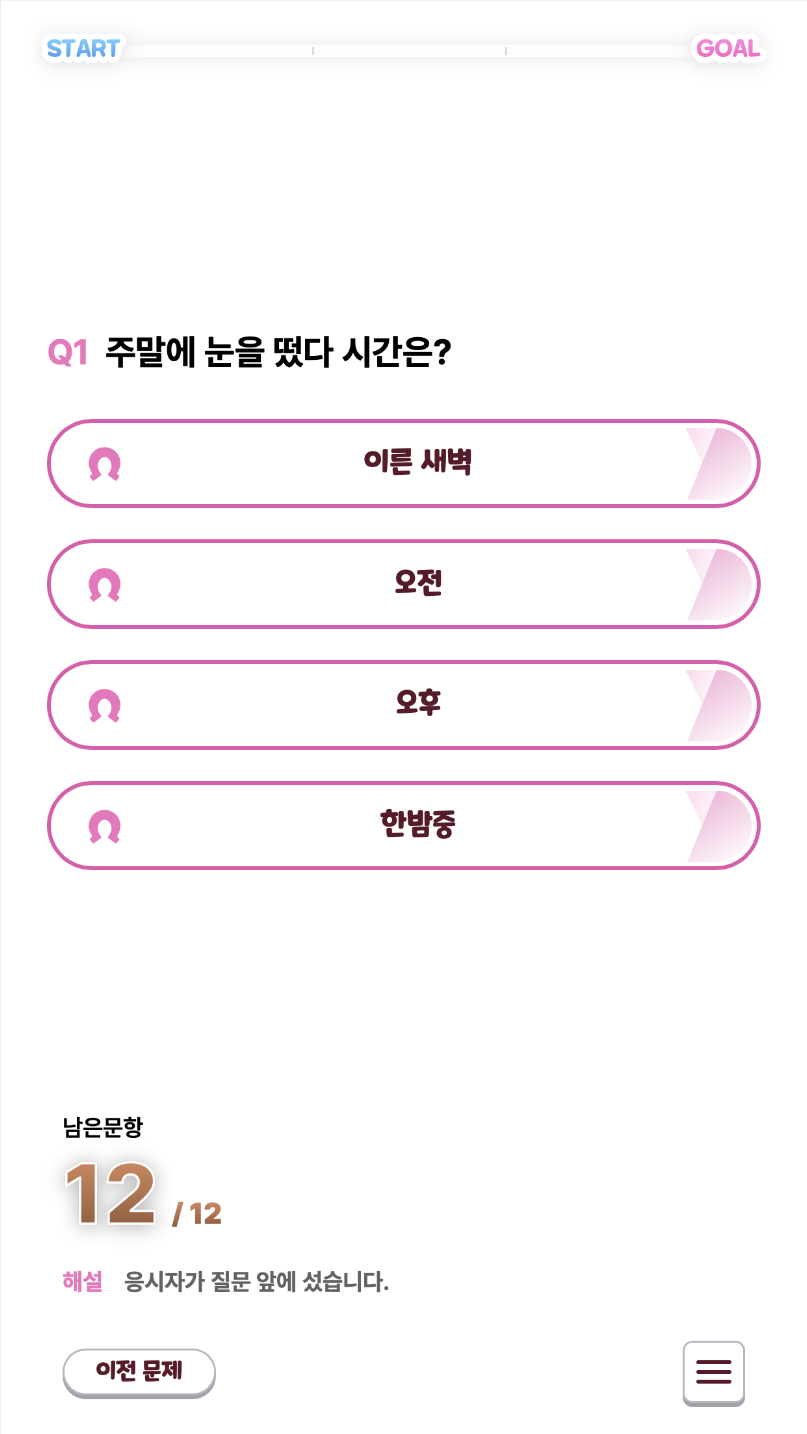 START GOAL
Q1 주말에 눈을 떴다 시간은?
이른 새벽
오전
오후
한밤중
남은문항
12 / 12
해설 응시자가 질문 앞에 섰습니다.
이전 문제